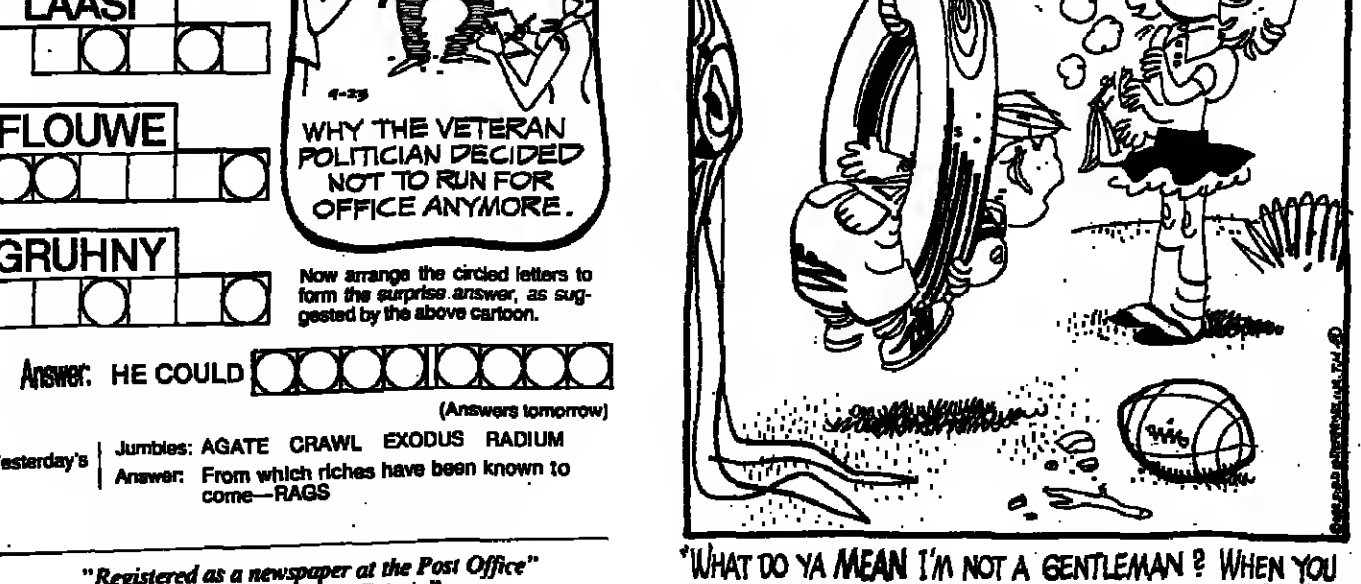 LAASI
FLOUWE
GRUHNY
9-23
WHY THE VETERAN
POLITICIAN DECIDED
NOT TO RUN FOR
OFFICE ANYMORE.
Now arrange the circled letters to
form the surprise answer, as sug-
gested by the above cartoon.
Answer: HE COULD
(Answers tomorrow)
Yesterday's
Jumbles: AGATE CRAWL EXODUS RADIUM
Answer: From which riches have been known to
come—RAGS
"Registered as a newspaper at the Post Office"
"WHAT DO YA MEAN I'M NOT A GENTLEMAN? WHEN YOU